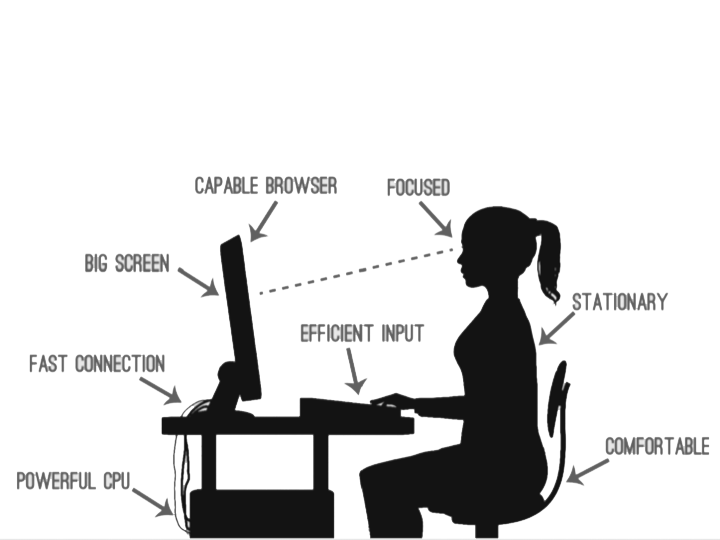 CAPABLE BROWSER
FOCUSED
BIG SCREEN
STATIONARY
EFFICIENT INPUT
FAST CONNECTION
COMFORTABLE
POWERFUL CPU